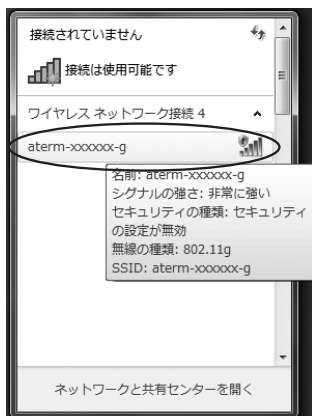 接続されていません
接続は使用可能です
ワイヤレス ネットワーク接続 4
aterm-xxxxxx-g
名前: aterm-xxxxxx-g
シグナルの強さ: 非常に強い
セキュリティの種類: セキュリティ
の設定が無効
無線の種類: 802.11g
SSID: aterm-xxxxxx-g
ネットワークと共有センターを開く